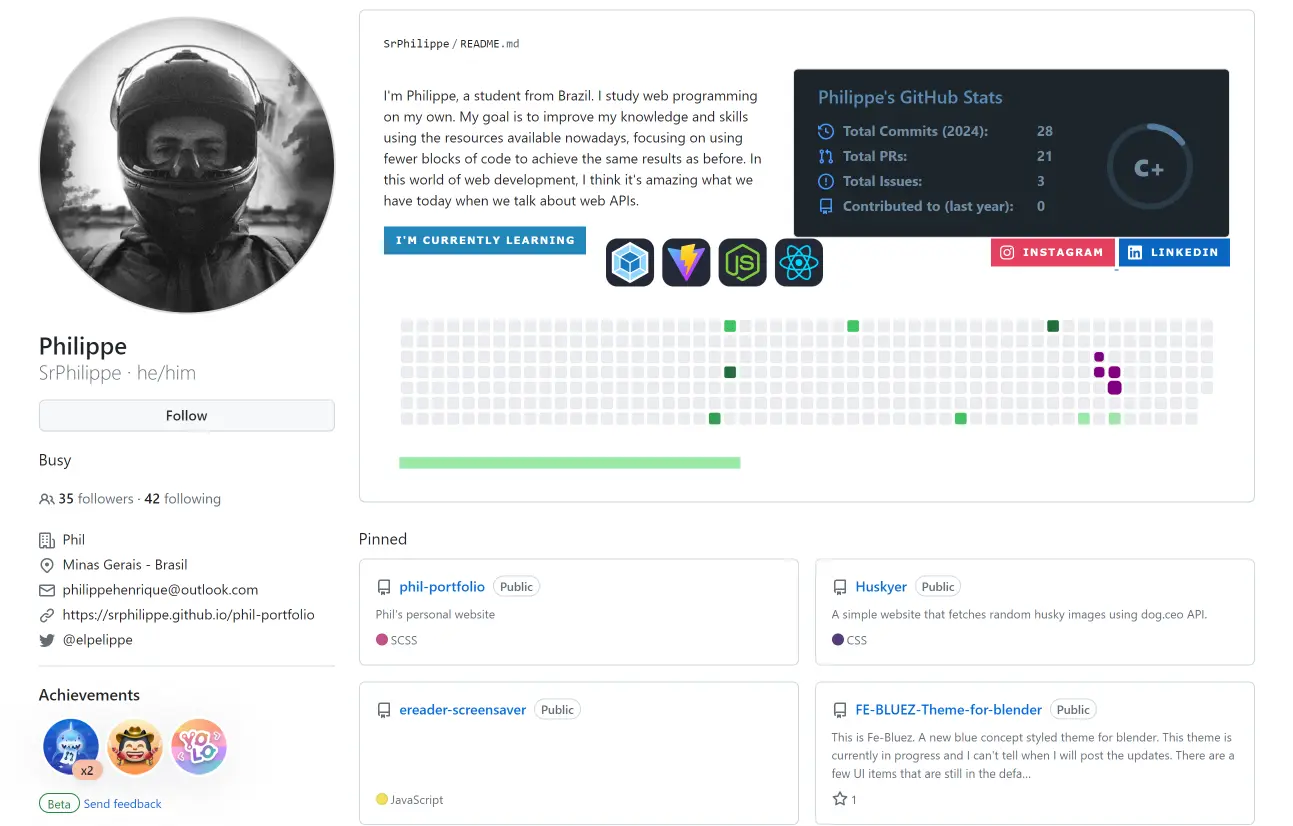 SrPhilippe / README.md
I'm Philippe, a student from Brazil. I study web programming
on my own. My goal is to improve my knowledge and skills
using the resources available nowadays, focusing on using
fewer blocks of code to achieve the same results as before. In
this world of web development, I think it's amazing what we
have today when we talk about web APIs.
I'M CURRENTLY LEARNING
JS
Philippe's GitHub Stats
Total Commits (2024): 28
Total PRs: 21
Total Issues: 3
Contributed to (last year): 0
C+
INSTAGRAM
in LINKEDIN
Philippe
SrPhilippe · he/him
Follow
Busy
35 followers · 42 following
Phil
Minas Gerais - Brasil
philippehenrique@outlook.com
https://srphilippe.github.io/phil-portfolio
@elpelippe
Achievements
x2
YOLO
Beta Send feedback
Pinned
phil-portfolio Public
Phil's personal website
SCSS
Huskyer Public
A simple website that fetches random husky images using dog.ceo API.
CSS
ereader-screensaver Public
JavaScript
FE-BLUEZ-Theme-for-blender Public
This is Fe-Bluez. A new blue concept styled theme for blender. This theme is
currently in progress and I can't tell when I will post the updates. There are a
few UI items that are still in the defa...
1